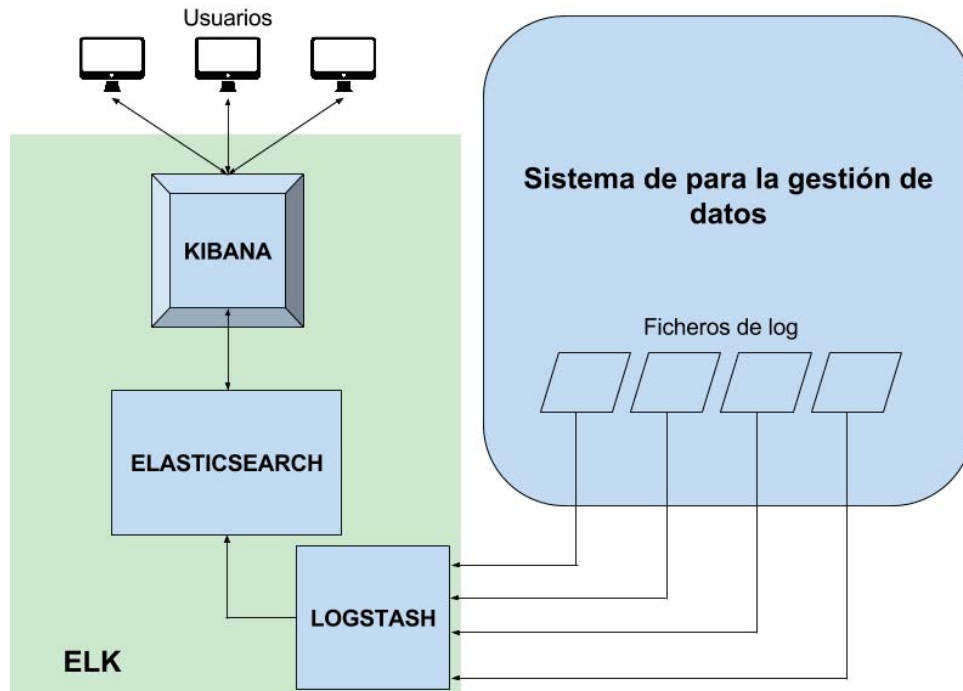 Usuarios
KIBANA
ELASTICSEARCH
LOGSTASH
ELK
Sistema de para la gestión de
datos
Ficheros de log